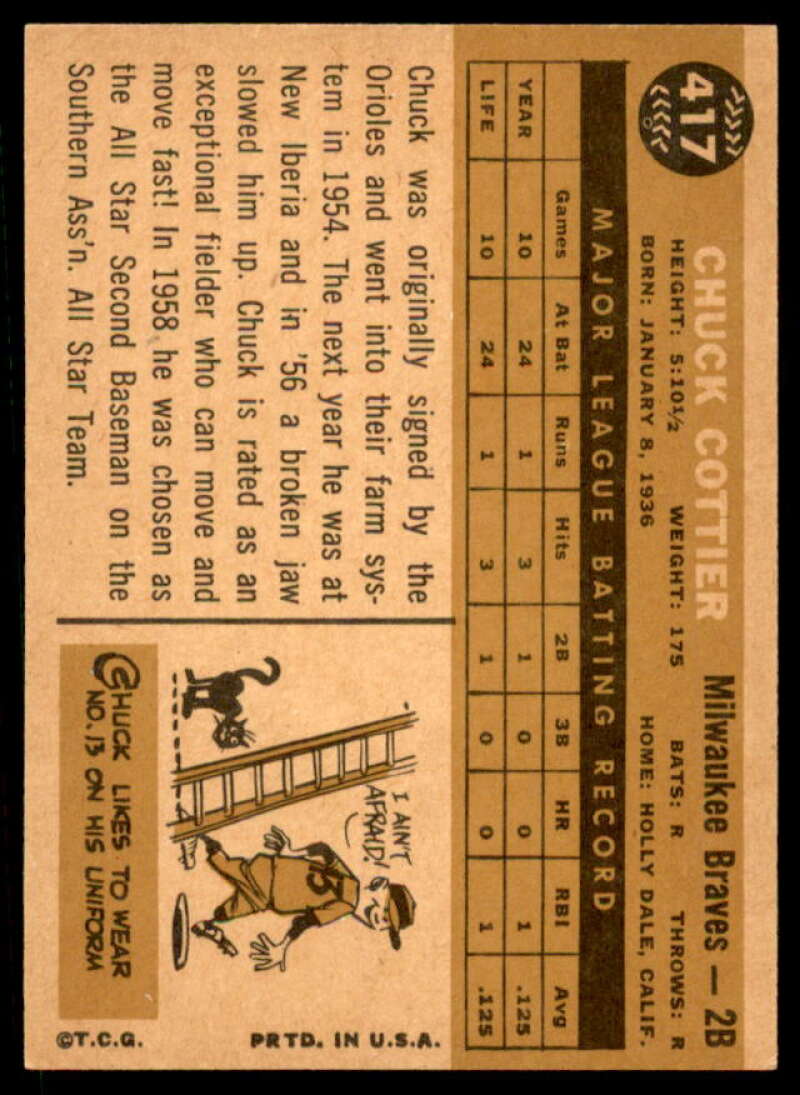 417
CHUCK COTTIER Milwaukee Braves — 2B
HEIGHT: 5:10½ WEIGHT: 175 BATS: R THROWS: R
BORN: JANUARY 8, 1936 HOME: HOLLY DALE, CALIF.
MAJOR LEAGUE BATTING RECORD
Games At Bat Runs Hits 2B 3B HR RBI Avg
YEAR 10 24 1 3 1 0 0 1 .125
LIFE 10 24 1 3 1 0 0 1 .125
Chuck was originally signed by the
Orioles and went into their farm sys-
tem in 1954. The next year he was at
New Iberia and in '56 a broken jaw
slowed him up. Chuck is rated as an
exceptional fielder who can move and
move fast! In 1958 he was chosen as
the All Star Second Baseman on the
Southern Ass'n. All Star Team.
I AIN'T
AFRAID!
13
CHUCK LIKES TO WEAR
NO. 13 ON HIS UNIFORM
©T.C.G. PRTD. IN U.S.A.